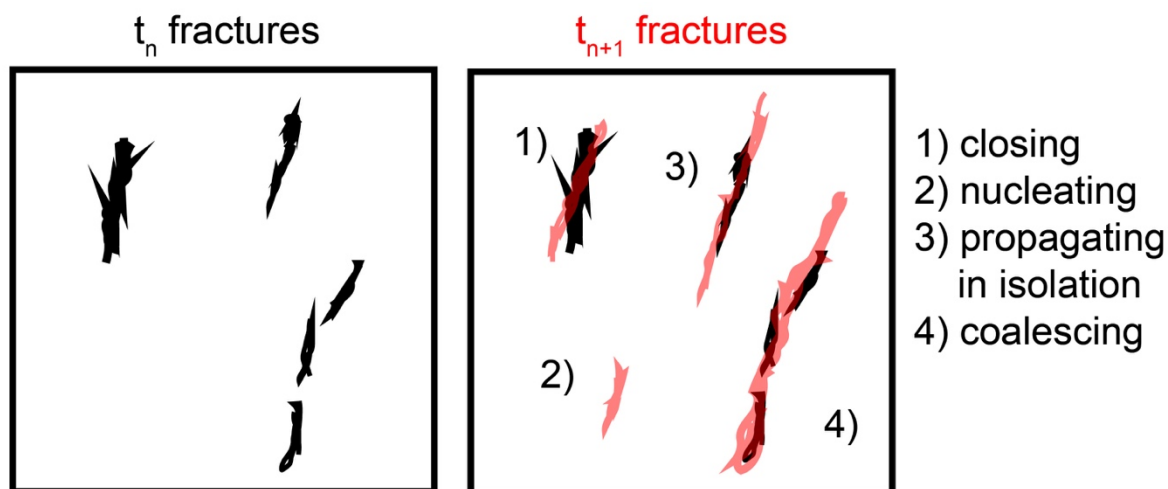 tn fractures
tn+1 fractures
1)
3)
2)
4)
1) closing
2) nucleating
3) propagating
in isolation
4) coalescing